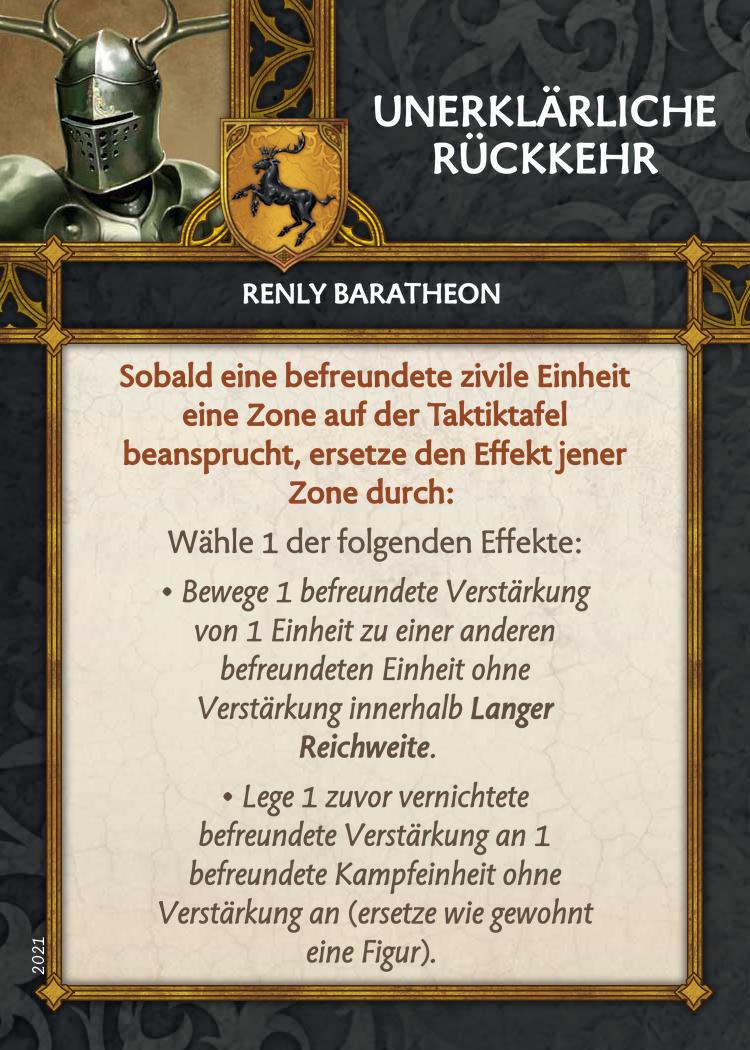 UNERKLÄRLICHE
RÜCKKEHR
RENLY BARATHEON
Sobald eine befreundete zivile Einheit
eine Zone auf der Taktiktafel
beansprucht, ersetze den Effekt jener
Zone durch:
Wähle 1 der folgenden Effekte:
• Bewege 1 befreundete Verstärkung
von 1 Einheit zu einer anderen
befreundeten Einheit ohne
Verstärkung innerhalb Langer
Reichweite.
• Lege 1 zuvor vernichtete
befreundete Verstärkung an 1
befreundete Kampfeinheit ohne
Verstärkung an (ersetze wie gewohnt
eine Figur).
2021